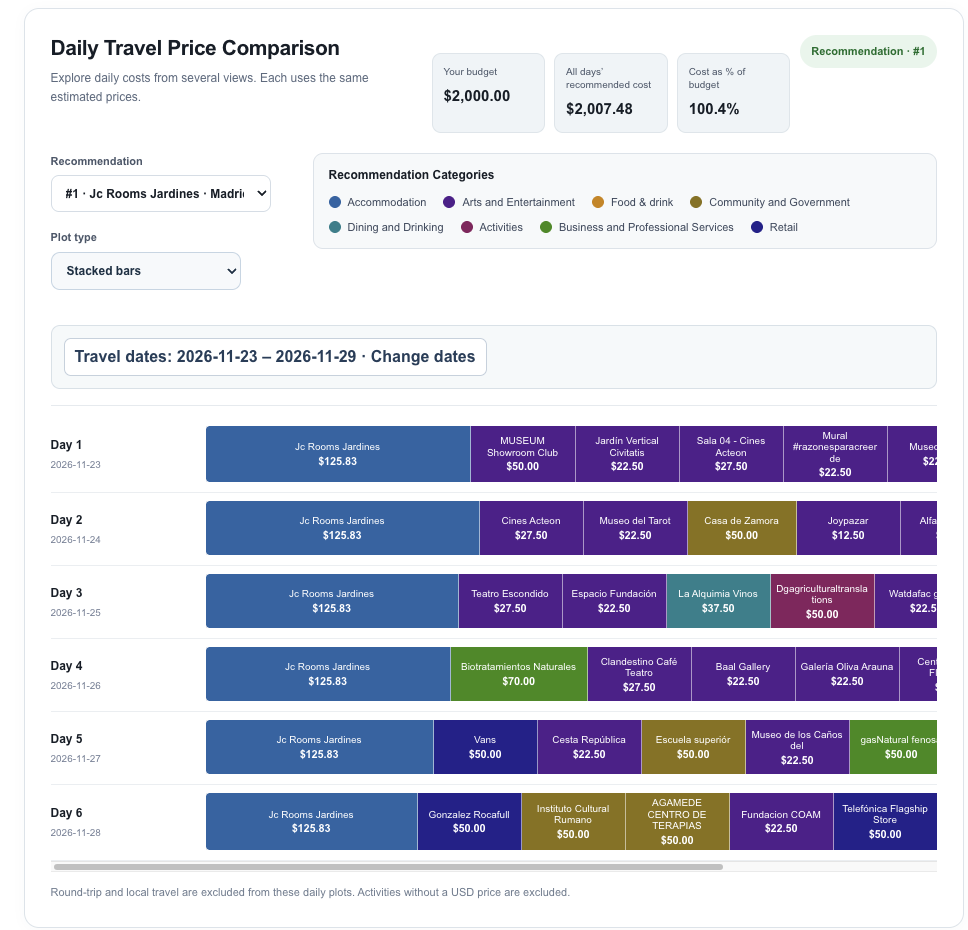 Daily Travel Price Comparison
Explore daily costs from several views. Each uses the same
estimated prices.
Your budget
$2,000.00
All days'
recommended cost
$2,007.48
Cost as % of
budget
100.4%
Recommendation · #1
Recommendation
#1 · Jc Rooms Jardines ·
Plot type
Stacked bars
Recommendation Categories
Accommodation
Arts and Entertainment
Food & drink
Community and Government
Dining and Drinking
Activities
Business and Professional Services
Retail
Travel dates: 2026-11-23 – 2026-11-29 · Change dates
Day 1
2026-11-23
Jc Rooms Jardines
$125.83
MUSEUM
Showroom Club
$50.00
Jardín Vertical
Civitatis
$22.50
Sala 04 - Cines
Acteon
$27.50
Mural
#razonesparacreer
de
$22.50
Day 2
2026-11-24
Jc Rooms Jardines
$125.83
Cines Acteon
$27.50
Museo del Tarot
$22.50
Casa de Zamora
$50.00
Joypazar
$12.50
Day 3
2026-11-25
Jc Rooms Jardines
$125.83
Teatro Escondido
$27.50
Espacio Fundación
$22.50
La Alquimia Vinos
$37.50
Dgagriculturaltransla
tions
$50.00
Watdafac
Day 4
2026-11-26
Jc Rooms Jardines
$125.83
Biotratamientos Naturales
$70.00
Clandestino Café
Teatro
$27.50
Baal Gallery
$22.50
Galería Oliva Arauna
$22.50
Day 5
2026-11-27
Jc Rooms Jardines
$125.83
Vans
$50.00
Cesta República
$22.50
Escuela superiór
$50.00
Museo de los Caños
del
$22.50
gasNatural
$50.00
Day 6
2026-11-28
Jc Rooms Jardines
$125.83
Gonzalez Rocafull
$50.00
Instituto Cultural
Rumano
$50.00
AGAMEDE
CENTRO DE
TERAPIAS
$50.00
Fundacion COAM
$22.50
Telefónica Flagship
Store
$50.00
Round-trip and local travel are excluded from these daily plots. Activities without a USD price are excluded.